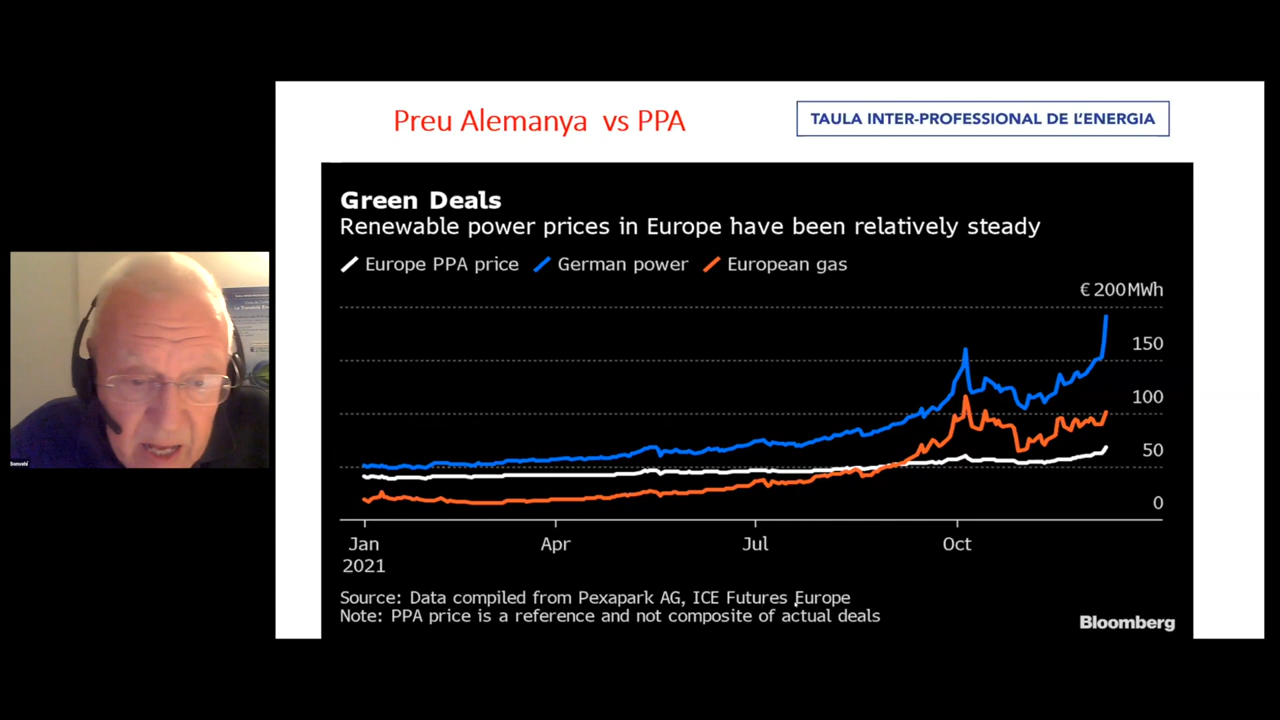 Preu Alemanya vs PPA
TAULA INTER-PROFESSIONAL DE L'ENERGIA
Green Deals
Renewable power prices in Europe have been relatively steady
Europe PPA price German power European gas
€ 200 MWh
150
100
50
0
Jan Apr Jul Oct
2021
Source: Data compiled from Pexapark AG, ICE Futures Europe
Note: PPA price is a reference and not composite of actual deals
Bloomberg